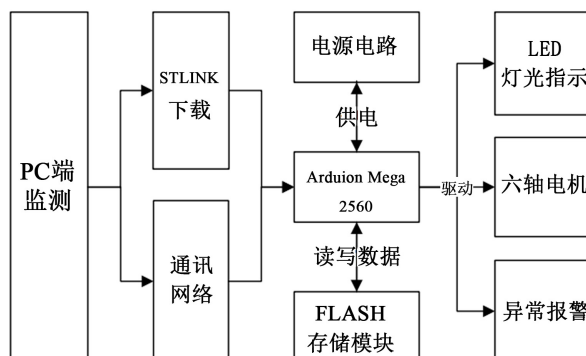 PC端
监测
STLINK
下载
通讯
网络
电源电路
供电
Arduion Mega
2560
读写数据
FLASH
存储模块
驱动
LED
灯光指示
六轴电机
异常报警